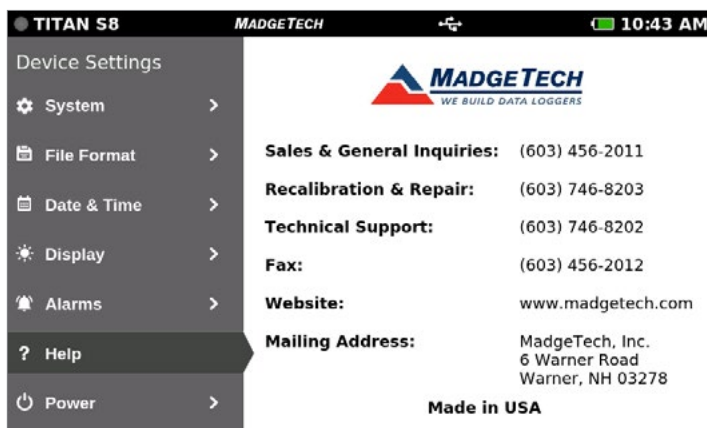 TITAN S8 MADGETECH 10:43 AM
Device Settings
System
File Format
Date & Time
Display
Alarms
? Help
Power
MADGETECH
WE BUILD DATA LOGGERS
Sales & General Inquiries: (603) 456-2011
Recalibration & Repair: (603) 746-8203
Technical Support: (603) 746-8202
Fax: (603) 456-2012
Website: www.madgetech.com
Mailing Address: MadgeTech, Inc.
6 Warner Road
Warner, NH 03278
Made in USA